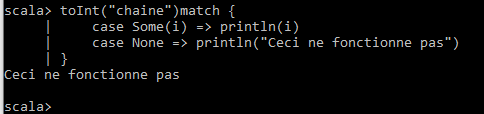 scala> toInt("chaine")match {
     |     case Some(i) => println(i)
     |     case None => println("Ceci ne fonctionne pas")
     | }
Ceci ne fonctionne pas
scala>